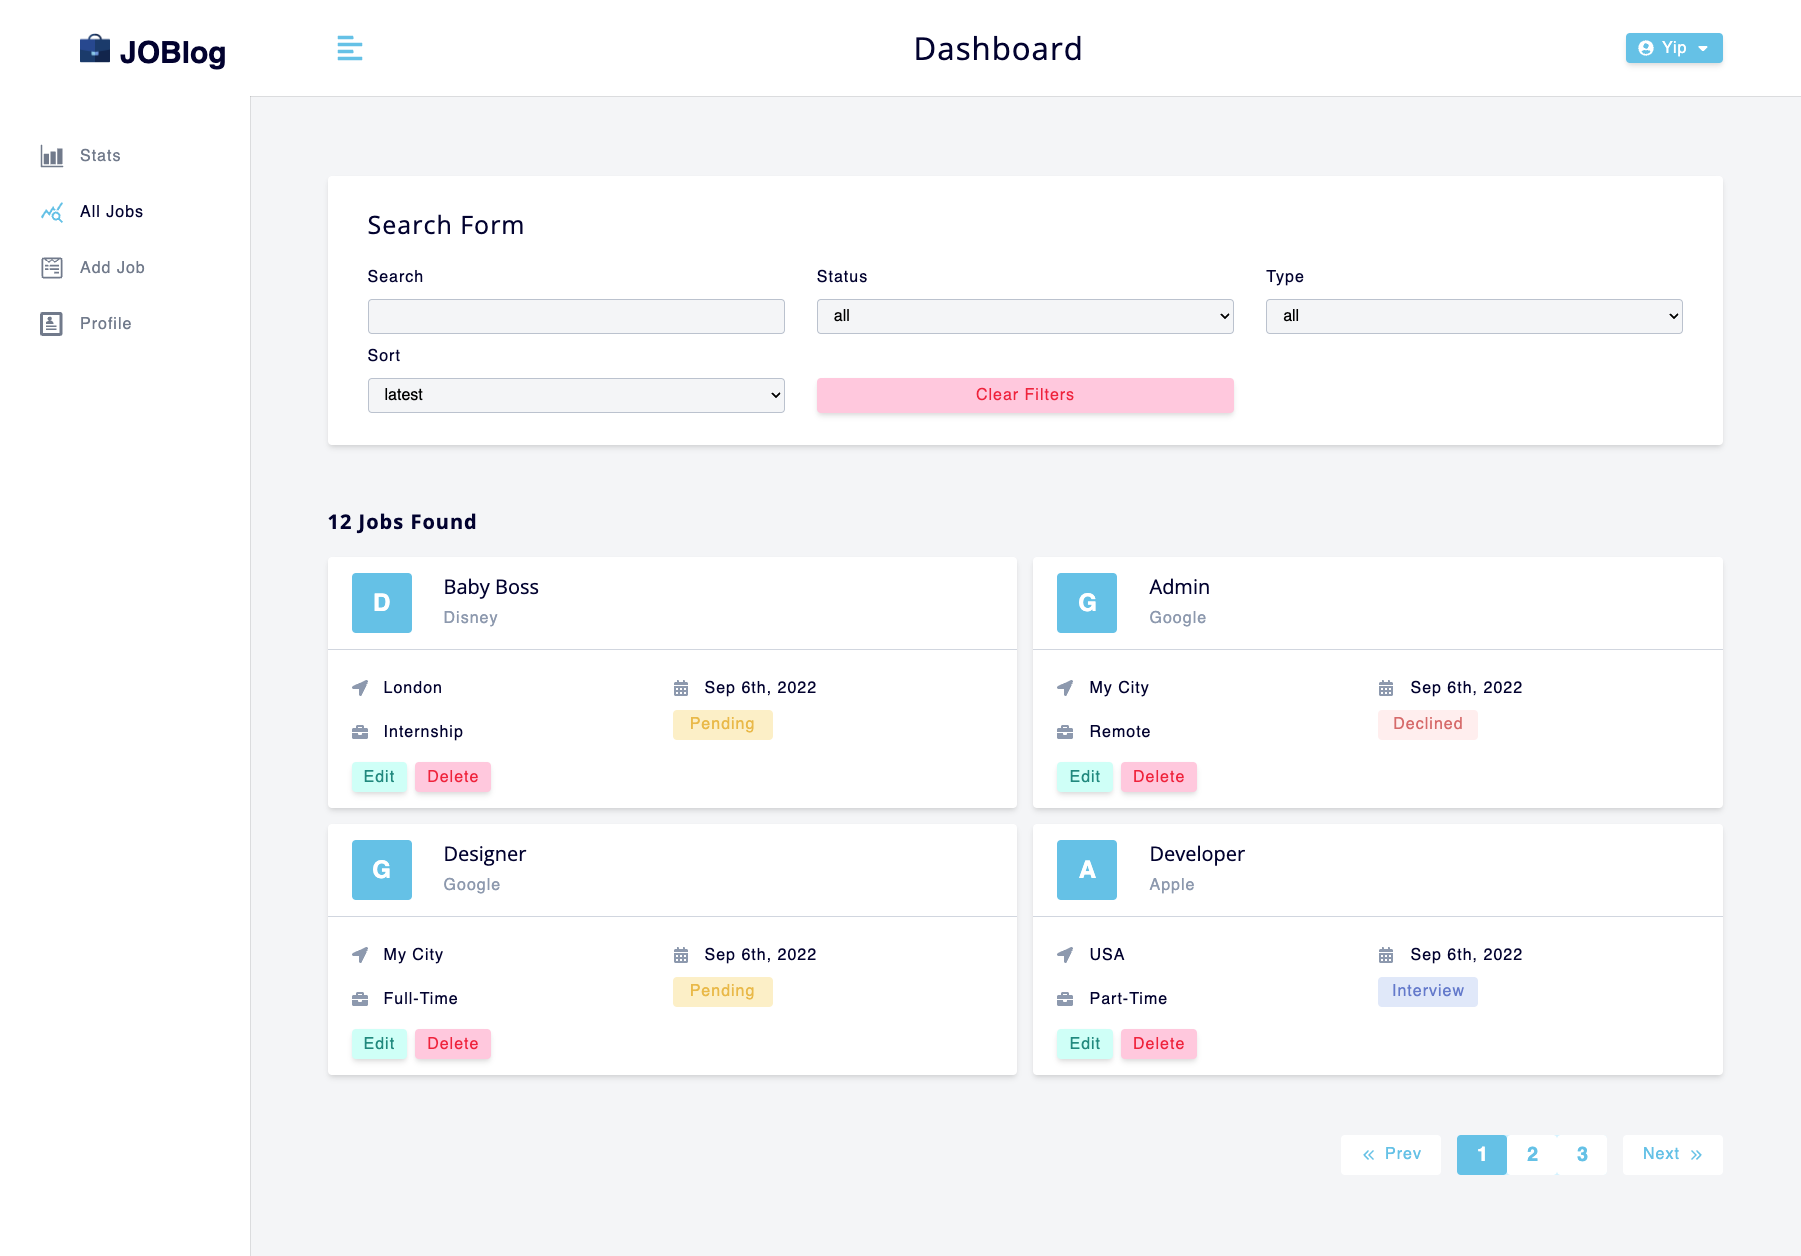 JOBlog
Dashboard
Yip
Stats
All Jobs
Add Job
Profile
Search Form
Search
Status
Type
all
all
Sort
latest
Clear Filters
12 Jobs Found
D
Baby Boss
Disney
London
Sep 6th, 2022
Internship
Pending
Edit
Delete
G
Admin
Google
My City
Sep 6th, 2022
Remote
Declined
Edit
Delete
G
Designer
Google
My City
Sep 6th, 2022
Full-Time
Pending
Edit
Delete
A
Developer
Apple
USA
Sep 6th, 2022
Part-Time
Interview
Edit
Delete
« Prev
1
2
3
Next »